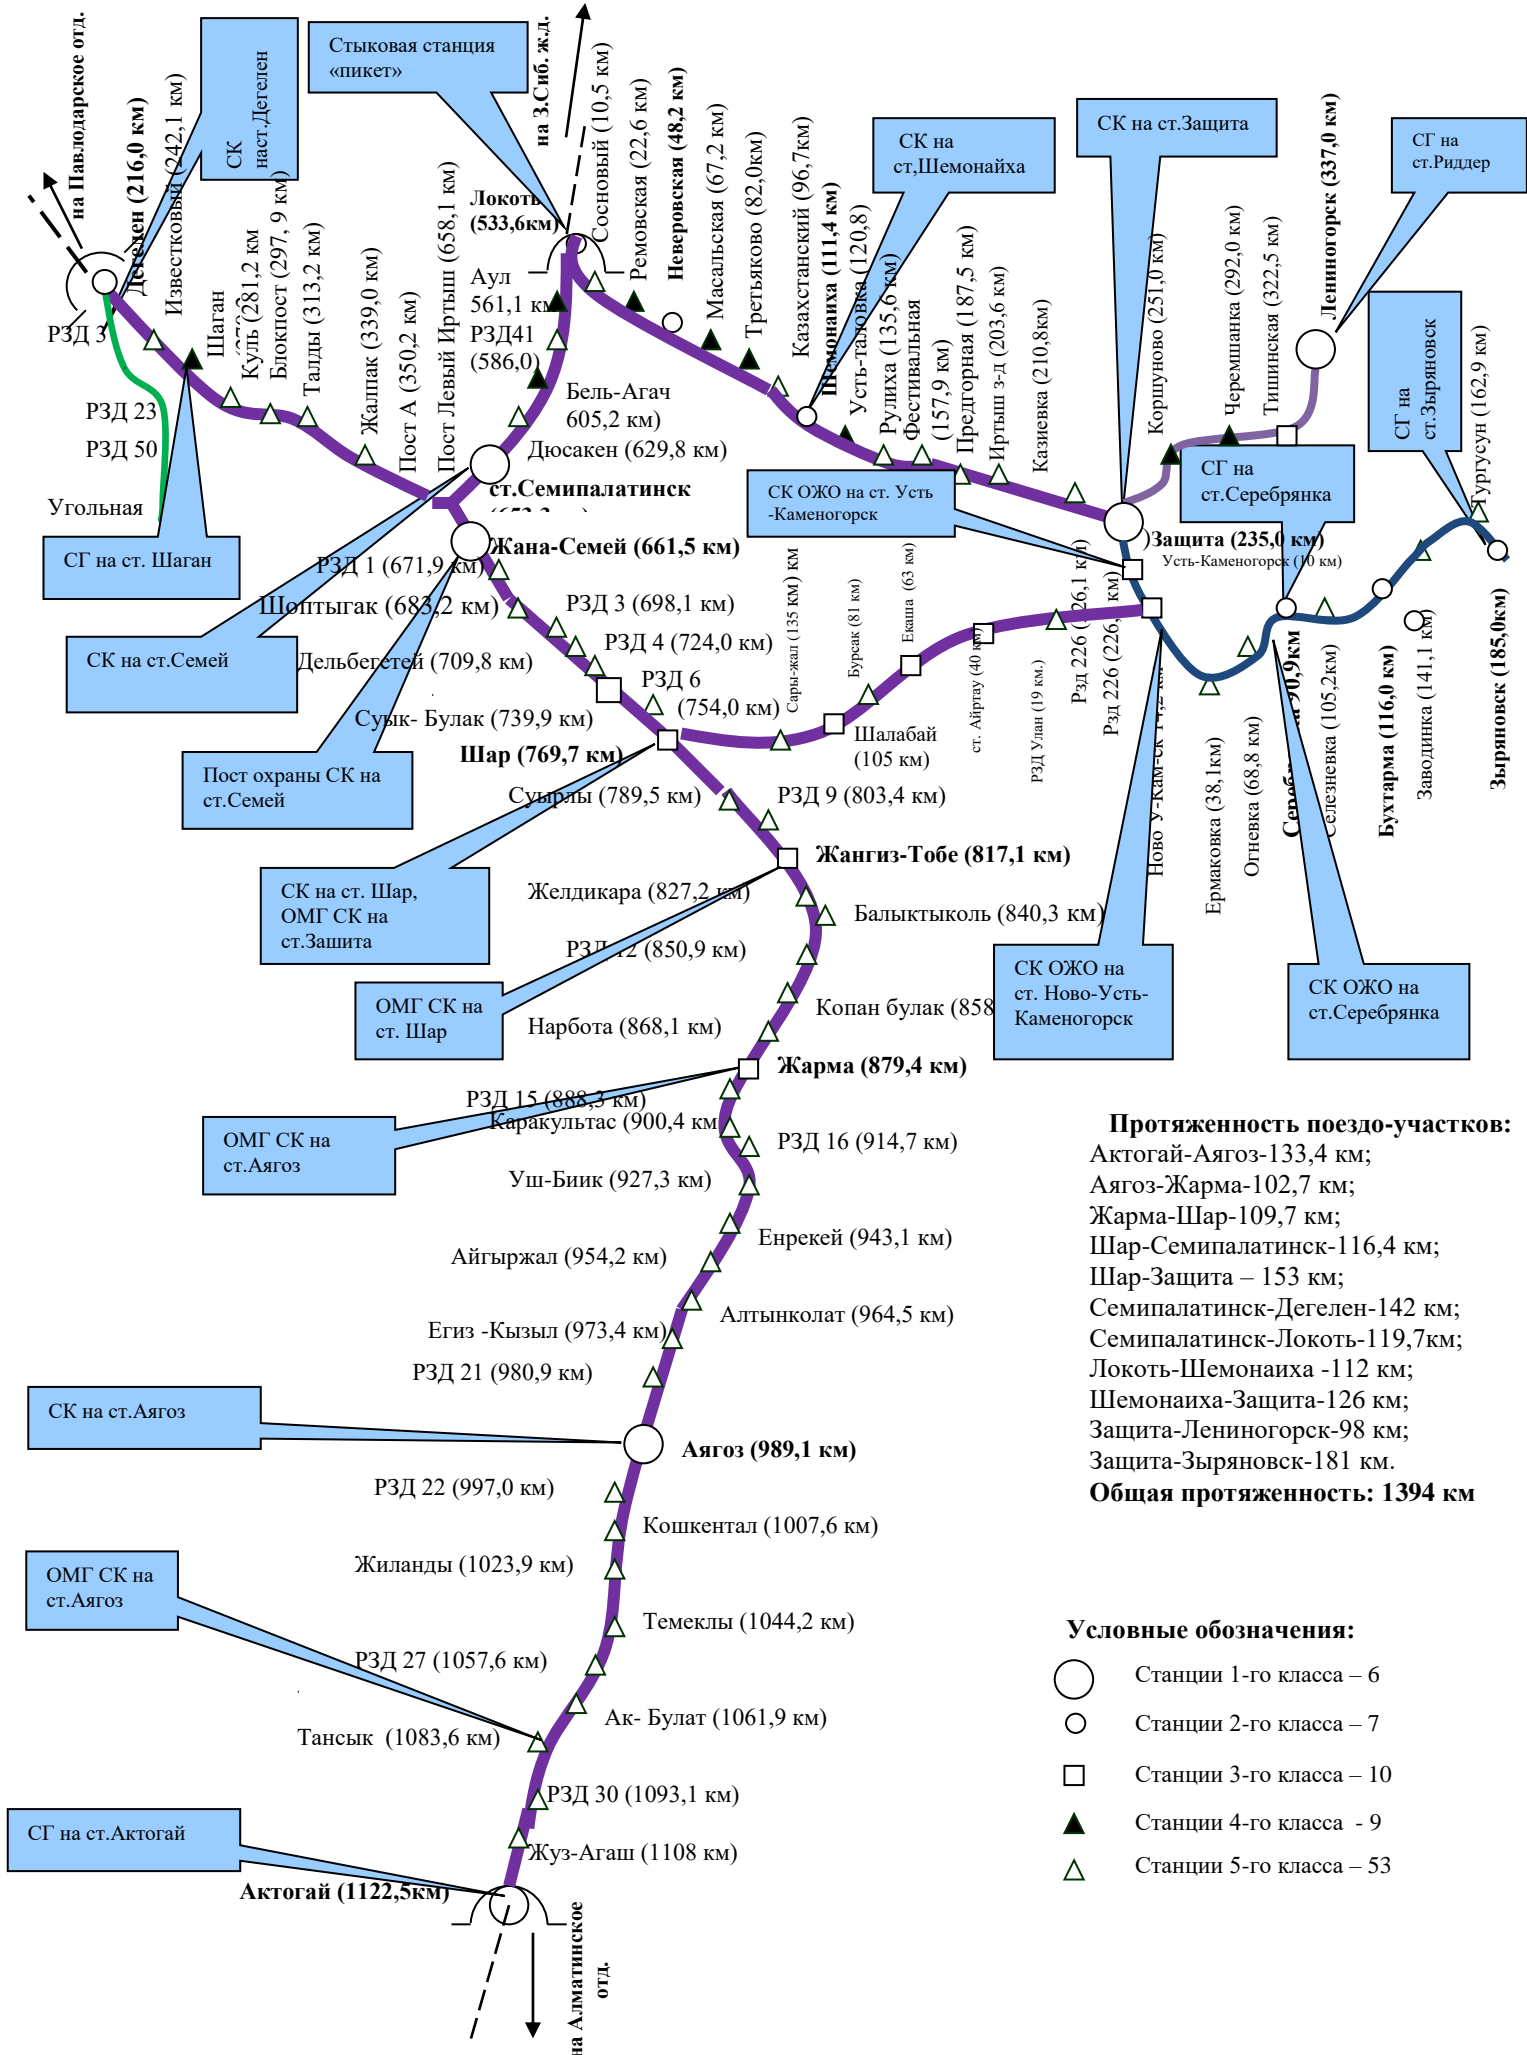 на Павлодарское отд.
СК
наст.Дегелен
Стыковая станция
«пикет»
на З.Сиб. ж.д.
СК на
ст,Шемонайха
СК на ст.Защита
СГ на
ст.Риддер
Дегелен (216,0 км)
Известковый (242,1 км)
Шаган
Куль (281,2 км
Блокпост (297, 9 км)
Талды (313,2 км)
Жалпак (339,0 км)
Пост А (350,2 км)
Пост Левый Иртыш (658,1 км)
Локоть
(533,6км)
Сосновый (10,5 км)
Ремовская (22,6 км)
Неверовская (48,2 км)
Масальская (67,2 км)
Третьяково (82,0км)
Казахстанский (96,7км)
Шемонаиха (111,4 км)
Усть-таловка (120,8)
Рулиха (135,6 км)
Фестивальная
(157,9 км)
Предгорная (187,5 км)
Иртыш з-д (203,6 км)
Казиевка (210,8км)
Коршуново (251,0 км)
Черемшанка (292,0 км)
Тишинская (322,5 км)
Лениногорск (337,0 км)
СГ на
ст.Зыряновск
Тургусун (162,9 км)
РЗД 3
РЗД 23
РЗД 50
Угольная
Аул
561,1 км
РЗД41
(586,0)
Бель-Агач
605,2 км)
Дюсакен (629,8 км)
ст.Семипалатинск
СГ на ст. Шаган
Жана-Семей (661,5 км)
СК ОЖО на ст. Усть
-Каменогорск
СГ на
ст.Серебрянка
Защита (235,0 км)
Усть-Каменогорск (10 км)
РЗД 1 (671,9 км)
Шоптыгак (683,2 км)
РЗД 3 (698,1 км)
РЗД 4 (724,0 км)
СК на ст.Семей
Дельбегетей (709,8 км)
РЗД 6
(754,0 км)
Суык- Булак (739,9 км)
Шар (769,7 км)
Сары-жал (135 км) км
Бурсак (81 км)
Екаша (63 км)
Шалабай
(105 км)
ст. Айртау (40 км)
РЗД Улан (19 км.)
Рзд 226 (226,1 км)
Рзд 226 (226,
Ново У-Кам-ск 14,2 км
Ермаковка (38,1км)
Огневка (68,8 км)
90,9км
Селезневка (105,2км)
Бухтарма (116,0 км)
Заводинка (141,1 км)
Зыряновск (185,0км)
Пост охраны СК на
ст.Семей
Суырлы (789,5 км)
РЗД 9 (803,4 км)
Жангиз-Тобе (817,1 км)
СК на ст. Шар,
ОМГ СК на
ст.Зашита
Желдикара (827,2 км)
Балыктыколь (840,3 км)
РЗД 12 (850,9 км)
ОМГ СК на
ст. Шар
Копан булак (858
Нарбота (868,1 км)
СК ОЖО на
ст. Ново-Усть-
Каменогорск
СК ОЖО на
ст.Серебрянка
Жарма (879,4 км)
РЗД 15 (888,3 км)
Каракультас (900,4 км)
ОМГ СК на
ст.Аягоз
РЗД 16 (914,7 км)
Уш-Биик (927,3 км)
Енрекей (943,1 км)
Айгыржал (954,2 км)
Алтынколат (964,5 км)
Егиз -Кызыл (973,4 км)
РЗД 21 (980,9 км)
СК на ст.Аягоз
Аягоз (989,1 км)
РЗД 22 (997,0 км)
Кошкентал (1007,6 км)
Жиланды (1023,9 км)
ОМГ СК на
ст.Аягоз
Темеклы (1044,2 км)
РЗД 27 (1057,6 км)
Ак- Булат (1061,9 км)
Тансык (1083,6 км)
РЗД 30 (1093,1 км)
СГ на ст.Актогай
Жуз-Агаш (1108 км)
Актогай (1122,5км)
на Алматинское
отд.
Протяженность поездо-участков:
Актогай-Аягоз-133,4 км;
Аягоз-Жарма-102,7 км;
Жарма-Шар-109,7 км;
Шар-Семипалатинск-116,4 км;
Шар-Защита – 153 км;
Семипалатинск-Дегелен-142 км;
Семипалатинск-Локоть-119,7км;
Локоть-Шемонаиха -112 км;
Шемонаиха-Защита-126 км;
Защита-Лениногорск-98 км;
Защита-Зыряновск-181 км.
Общая протяженность: 1394 км
Условные обозначения:
Станции 1-го класса – 6
Станции 2-го класса – 7
Станции 3-го класса – 10
Станции 4-го класса - 9
Станции 5-го класса – 53